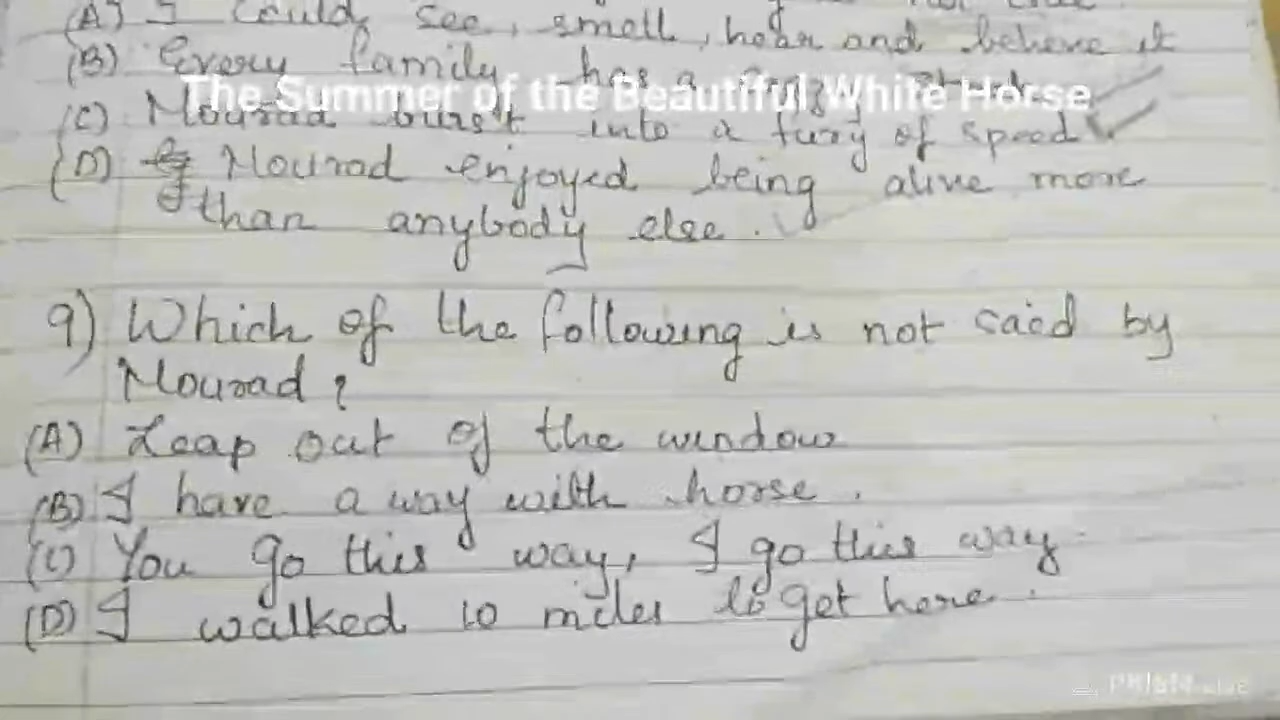 (A) I could see, smell, hear and believe it
(B) Every family has a
The Summer of the Beautiful White Horse
(C) Mourad burst into a fury of speed
(D) Mourad enjoyed being alive more
than anybody else.
9) Which of the following is not said by
Mourad?
(A) Leap out of the window
(B) I have a way with horse.
(C) You go this way, I go this way
(D) I walked 10 miles to get here.